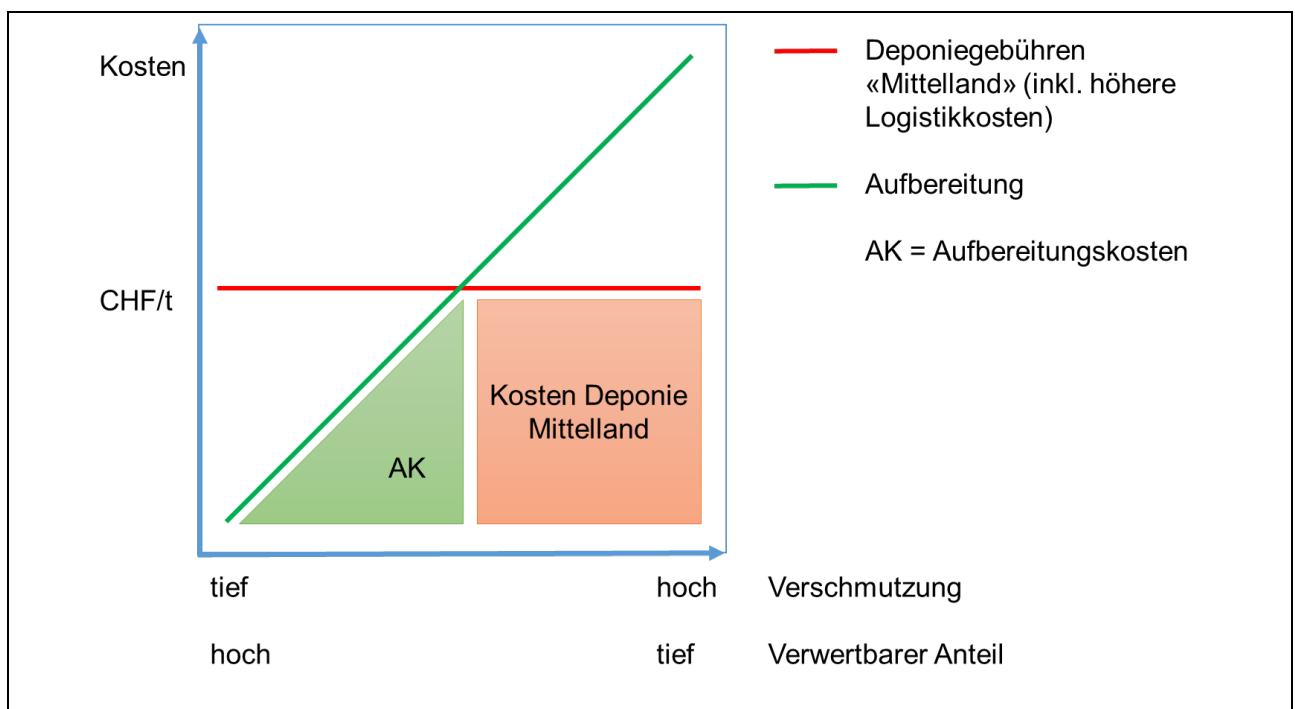 Kosten
CHF/t
Deponiegebühren
«Mittelland» (inkl. höhere
Logistikkosten)
Aufbereitung
AK = Aufbereitungskosten
Kosten Deponie
Mittelland
AK
tief hoch Verschmutzung
hoch tief Verwertbarer Anteil